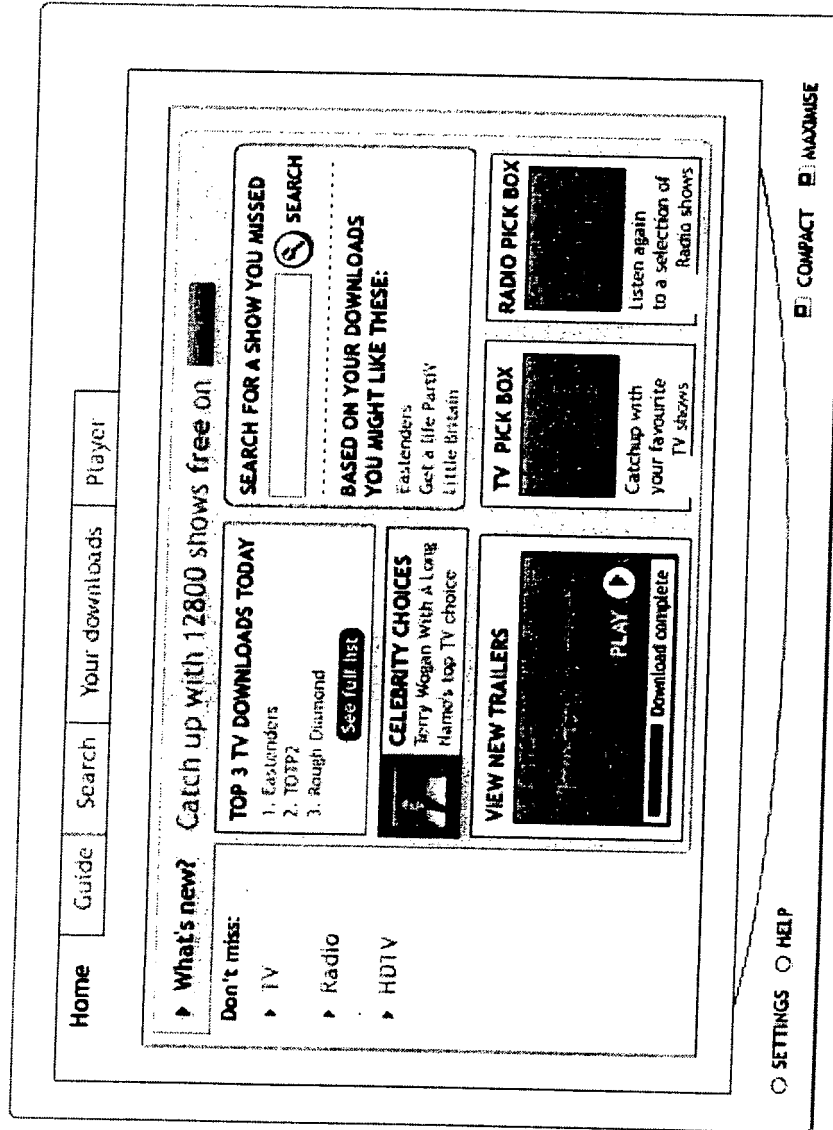 Home
Guide
Search
Your downloads
Player
What's new?
Catch up with 12800 shows free on
Don't miss:
TV
Radio
HDTV
TOP 3 TV DOWNLOADS TODAY
1. Eastenders
2. TOTP2
3. Rough Diamond
See full list
CELEBRITY CHOICES
Terry Wogan With A Long
Name's top TV choice
VIEW NEW TRAILERS
PLAY
Download complete
SEARCH FOR A SHOW YOU MISSED
SEARCH
BASED ON YOUR DOWNLOADS
YOU MIGHT LIKE THESE:
Eastenders
Get a life
Little Britain
TV PICK BOX
Catchup with
your favourite
TV shows
RADIO PICK BOX
Listen again
to a selection of
Radio shows
SETTINGS
HELP
COMPACT
MAXIMISE